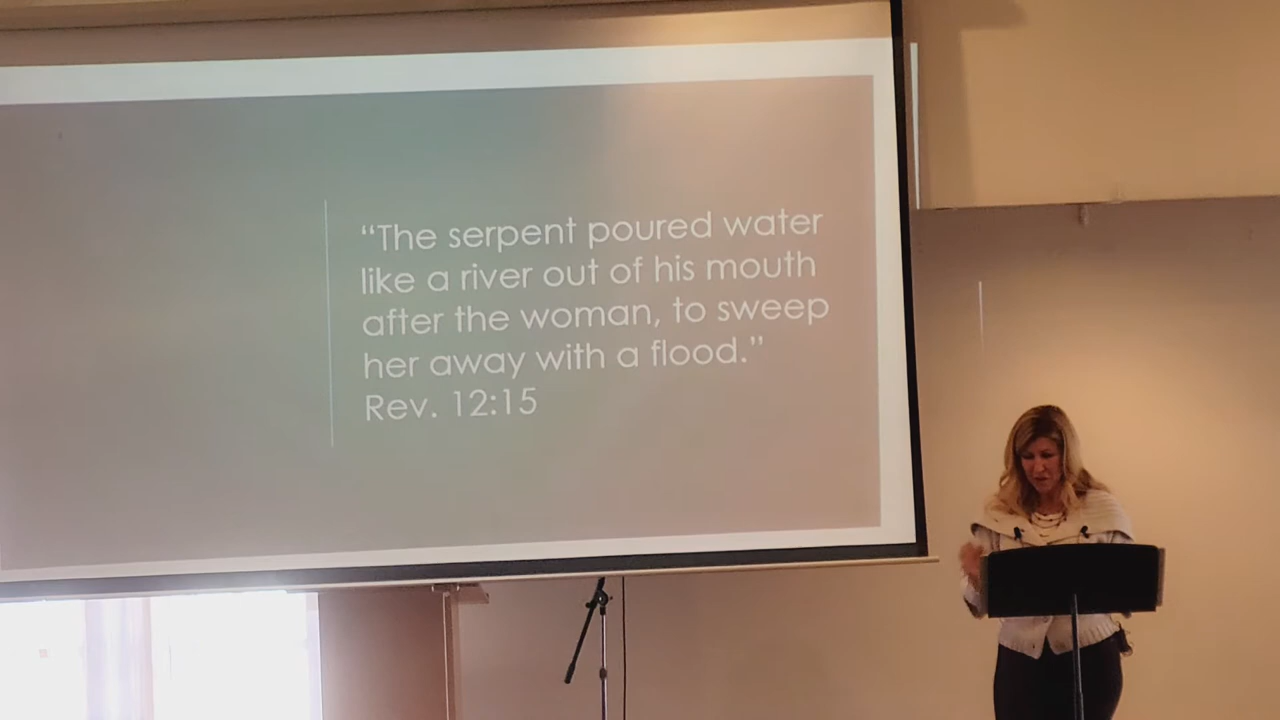 “The serpent poured water
like a river out of his mouth
after the woman, to sweep
her away with a flood.”
Rev. 12:15